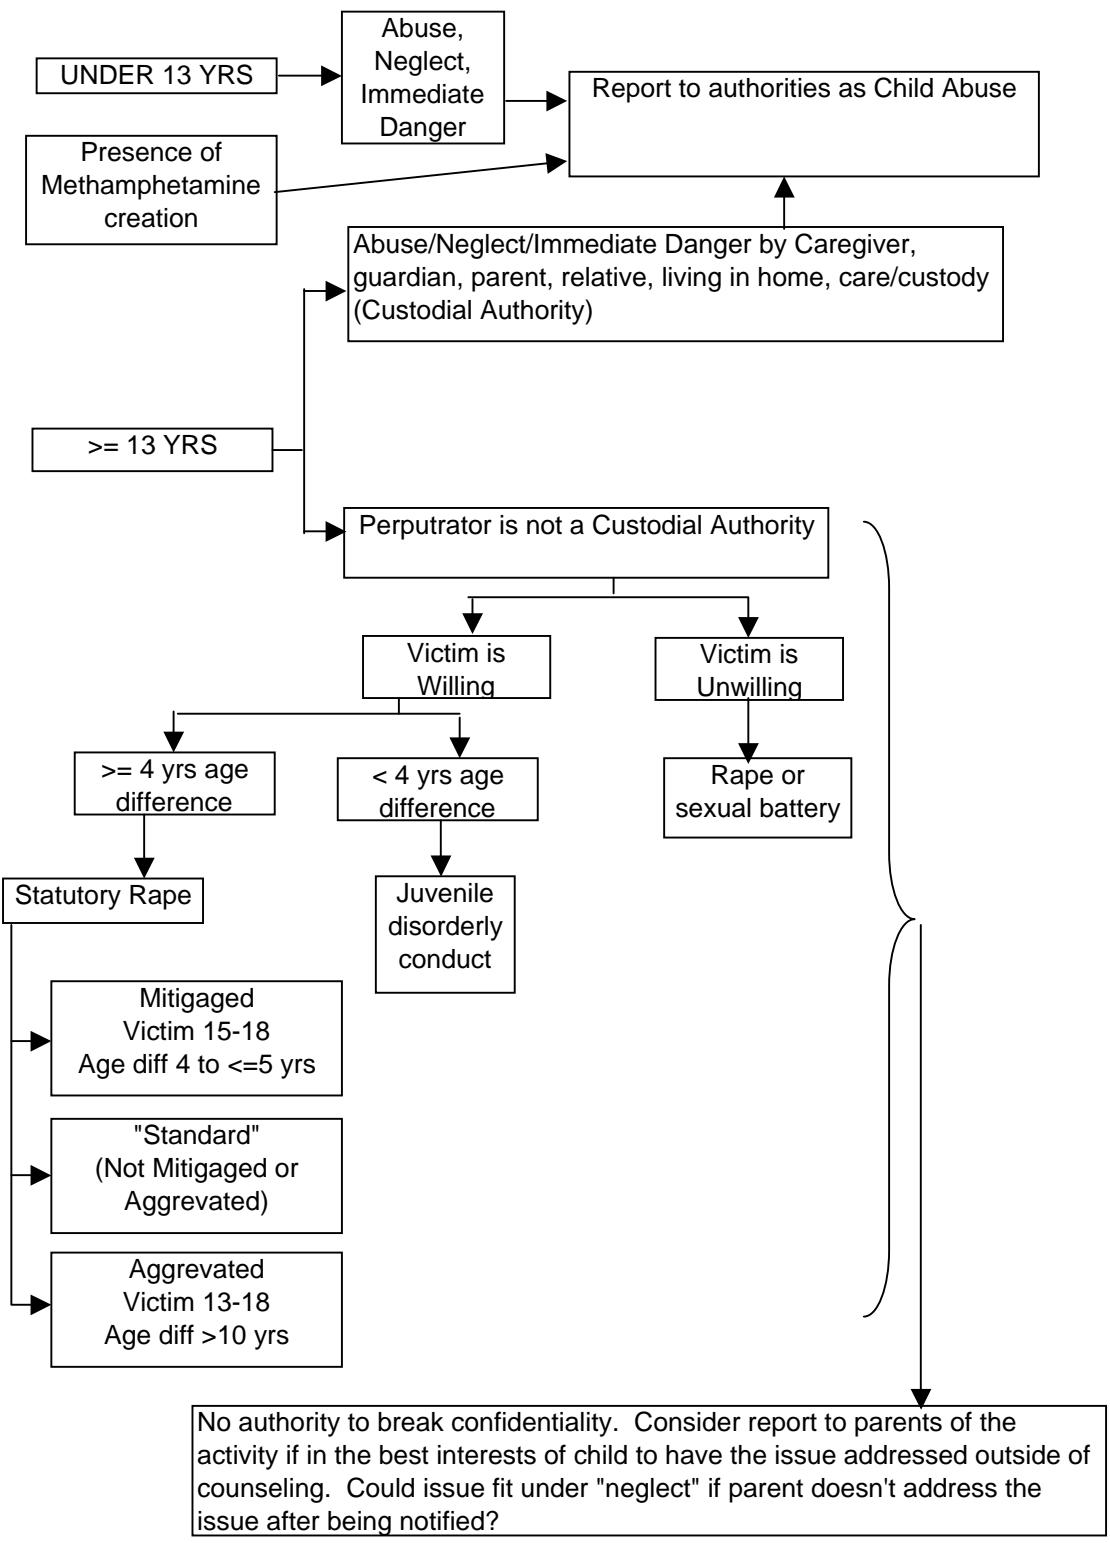 UNDER 13 YRS
Abuse,
Neglect,
Immediate
Danger
Report to authorities as Child Abuse
Presence of
Methamphetamine
creation
Abuse/Neglect/Immediate Danger by Caregiver,
guardian, parent, relative, living in home, care/custody
(Custodial Authority)
>= 13 YRS
Perputrator is not a Custodial Authority
Victim is
Willing
Victim is
Unwilling
>= 4 yrs age
difference
< 4 yrs age
difference
Rape or
sexual battery
Statutory Rape
Juvenile
disorderly
conduct
Mitigaged
Victim 15-18
Age diff 4 to <=5 yrs
"Standard"
(Not Mitigaged or
Aggrevated)
Aggrevated
Victim 13-18
Age diff >10 yrs
No authority to break confidentiality.  Consider report to parents of the
activity if in the best interests of child to have the issue addressed outside of
counseling.  Could issue fit under "neglect" if parent doesn't address the
issue after being notified?